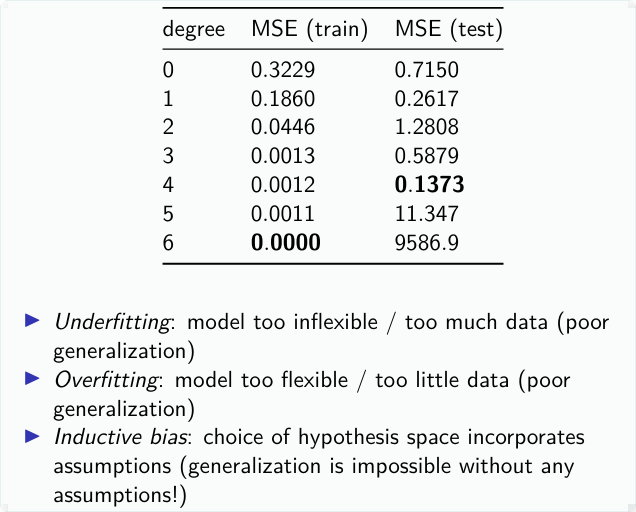 degree MSE (train) MSE (test)
0 0.3229 0.7150
1 0.1860 0.2617
2 0.0446 1.2808
3 0.0013 0.5879
4 0.0012 0.1373
5 0.0011 11.347
6 0.0000 9586.9
Underfitting: model too inflexible / too much data (poor
generalization)
Overfitting: model too flexible / too little data (poor
generalization)
Inductive bias: choice of hypothesis space incorporates
assumptions (generalization is impossible without any
assumptions!)